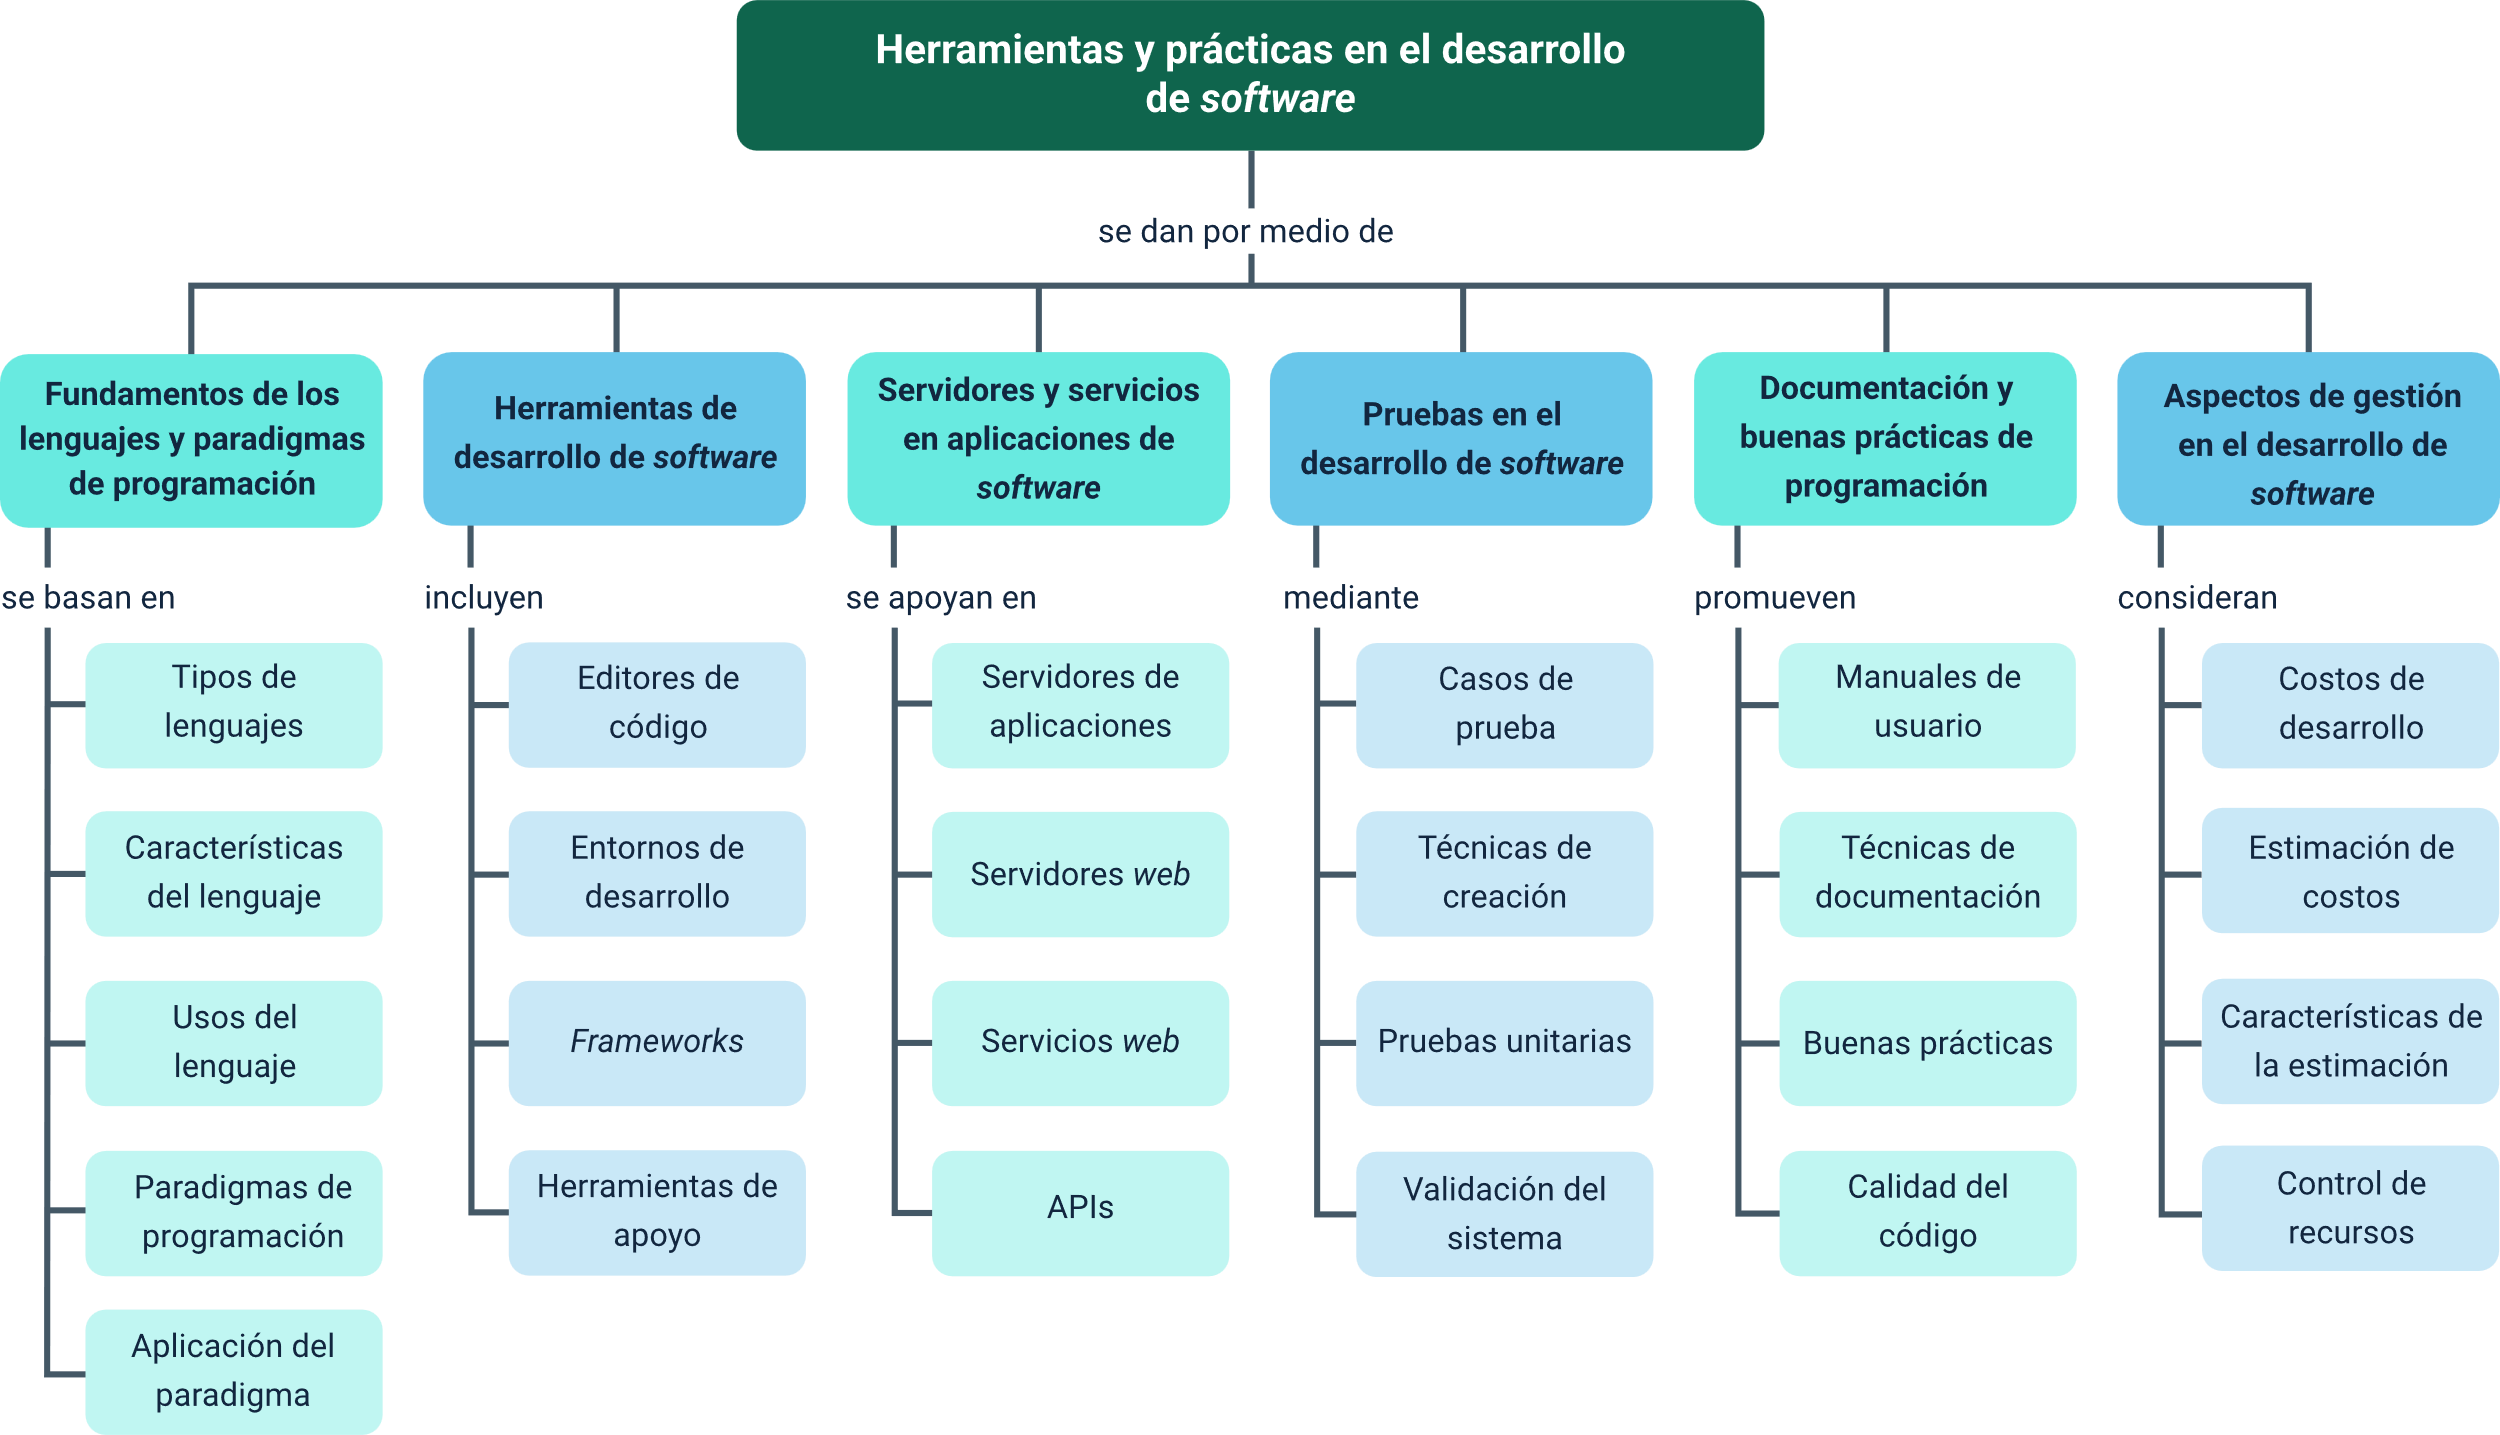 Herramientas y prácticas en el desarrollo
de software
se dan por medio de
Fundamentos de los
lenguajes y paradigmas
de programación
se basan en
Tipos de
lenguajes
Características
del lenguaje
Usos del
lenguaje
Paradigmas de
programación
Aplicación del
paradigma
Herramientas de
desarrollo de software
incluyen
Editores de
código
Entornos de
desarrollo
Frameworks
Herramientas de
apoyo
Servidores y servicios
en aplicaciones de
software
se apoyan en
Servidores de
aplicaciones
Servidores web
Servicios web
APIs
Pruebas en el
desarrollo de software
mediante
Casos de
prueba
Técnicas de
creación
Pruebas unitarias
Validación del
sistema
Documentación y
buenas prácticas de
programación
promueven
Manuales de
usuario
Técnicas de
documentación
Buenas prácticas
Calidad del
código
Aspectos de gestión
en el desarrollo de
software
consideran
Costos de
desarrollo
Estimación de
costos
Características de
la estimación
Control de
recursos